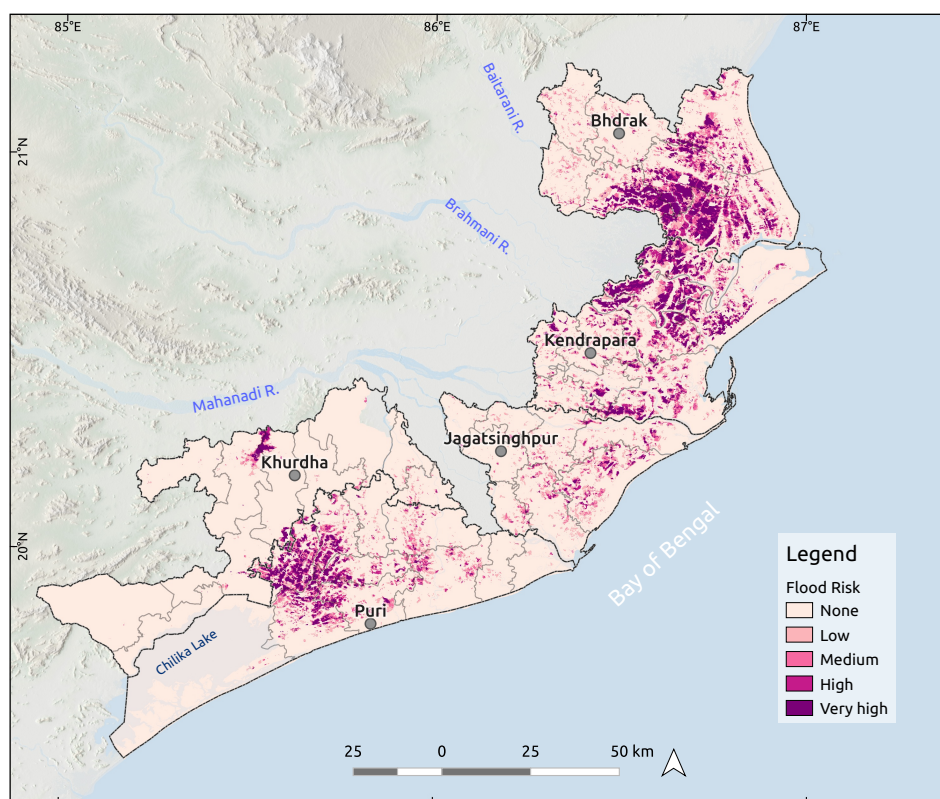 85°E
86°E
87°E
21°N
20°N
Baitarani R.
Brahmani R.
Mahanadi R.
Bhdrak
Kendrapara
Jagatsinghpur
Khurdha
Puri
Chilika Lake
Bay of Bengal
Legend
Flood Risk
None
Low
Medium
High
Very high
25 0 25 50 km